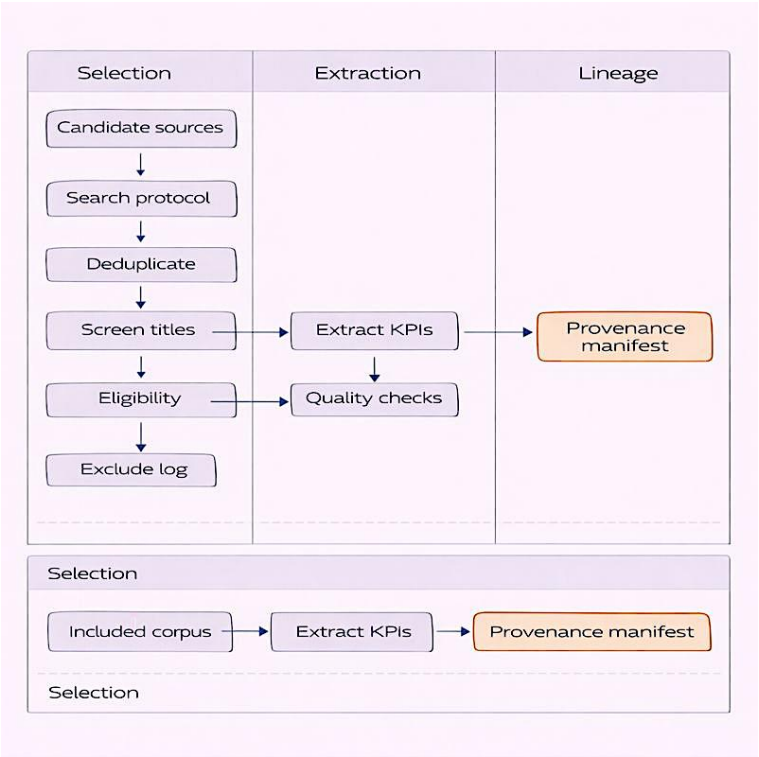 Selection
Extraction
Lineage
Candidate sources
Search protocol
Deduplicate
Screen titles
Extract KPIs
Provenance
manifest
Eligibility
Quality checks
Exclude log
Selection
Included corpus
Extract KPIs
Provenance manifest
Selection